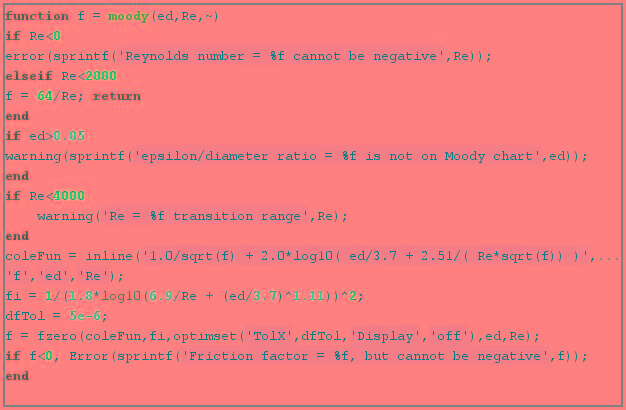 function f = moody(ed,Re,~)
if Re<0
error(sprintf('Reynolds number = %f cannot be negative',Re));
elseif Re<2000
f = 64/Re; return
end
if ed>0.05
warning(sprintf('epsilon/diameter ratio = %f is not on Moody chart',ed));
end
if Re<4000
warning('Re = %f transition range',Re);
end
coleFun = inline('1.0/sqrt(f) + 2.0*log10( ed/3.7 + 2.51/( Re*sqrt(f)) )',...
'f','ed','Re');
fi = 1/(1.8*log10(6.9/Re + (ed/3.7)^1.11))^2;
dfTol = 5e-6;
f = fzero(coleFun,fi,optimset('TolX',dfTol,'Display','off'),ed,Re);
if f<0, Error(sprintf('Friction factor = %f, but cannot be negative',f));
end